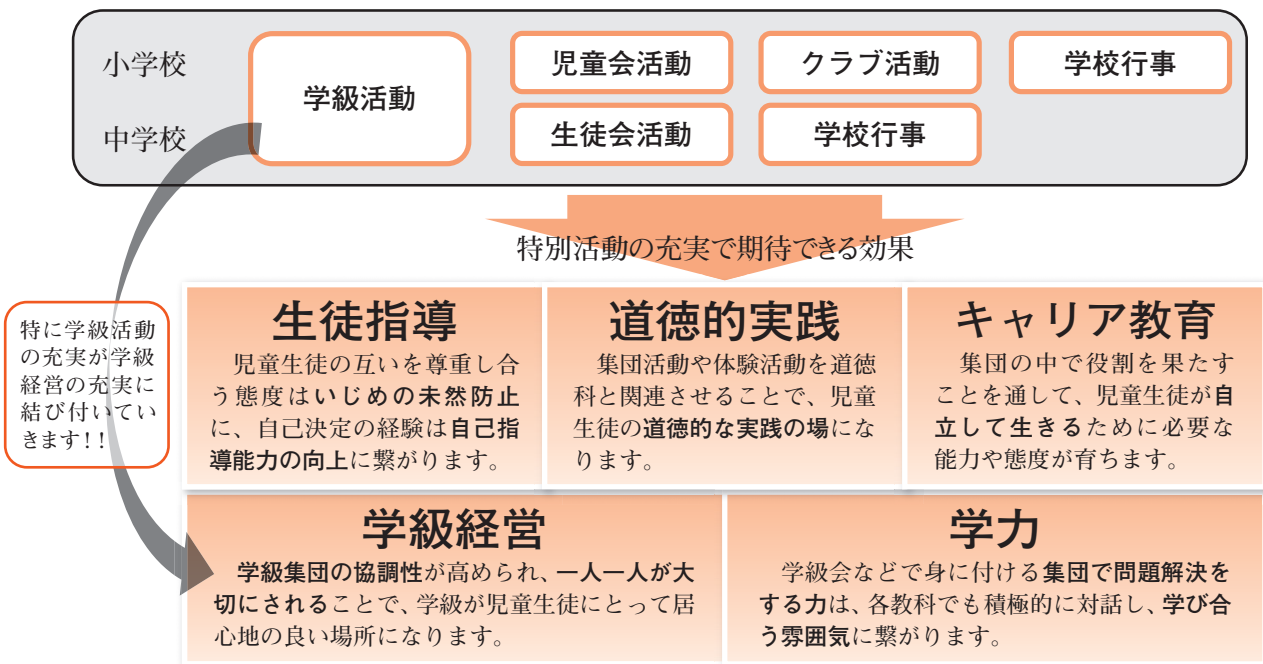 小学校
学級活動
児童会活動
クラブ活動
学校行事
中学校
生徒会活動
学校行事
特別活動の充実で期待できる効果
特に学級活動
の充実が学級
経営の充実に
結び付いてい
きます！！
生徒指導
児童生徒の互いを尊重し合
う態度はいじめの未然防止
に、自己決定の経験は自己指
導能力の向上に繋がります。
道徳的実践
集団活動や体験活動を道徳
科と関連させることで、児童
生徒の道徳的な実践の場にな
ります。
キャリア教育
集団の中で役割を果たす
ことを通して、児童生徒が自
立して生きるために必要な
能力や態度が育ちます。
学級経営
学級集団の協調性が高められ、一人一人が大
切にされることで、学級が児童生徒にとって居
心地の良い場所になります。
学力
学級会などで身に付ける集団で問題解決を
する力は、各教科でも積極的に対話し、学び合
う雰囲気に繋がります。